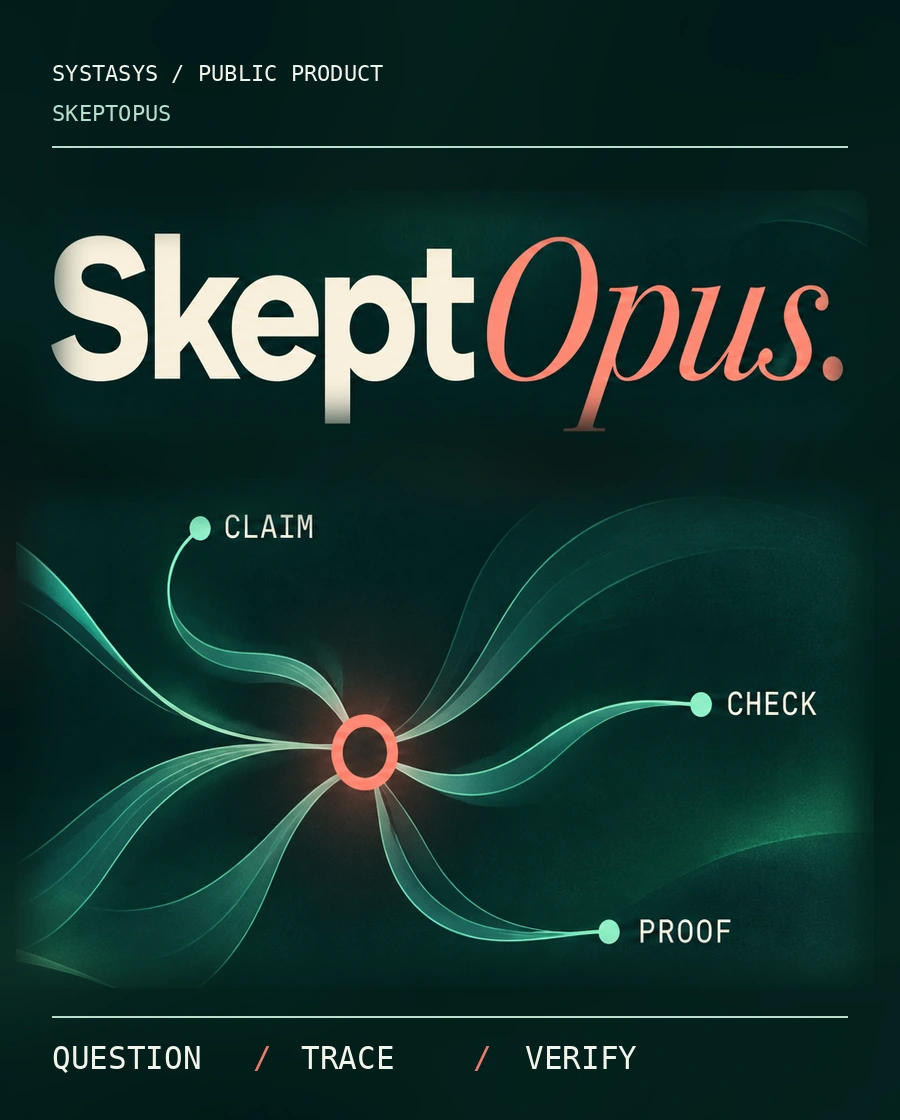 SYSTASYS / PUBLIC PRODUCT
SKEPTOPUS
SkeptOpus.
CLAIM
CHECK
PROOF
QUESTION / TRACE / VERIFY